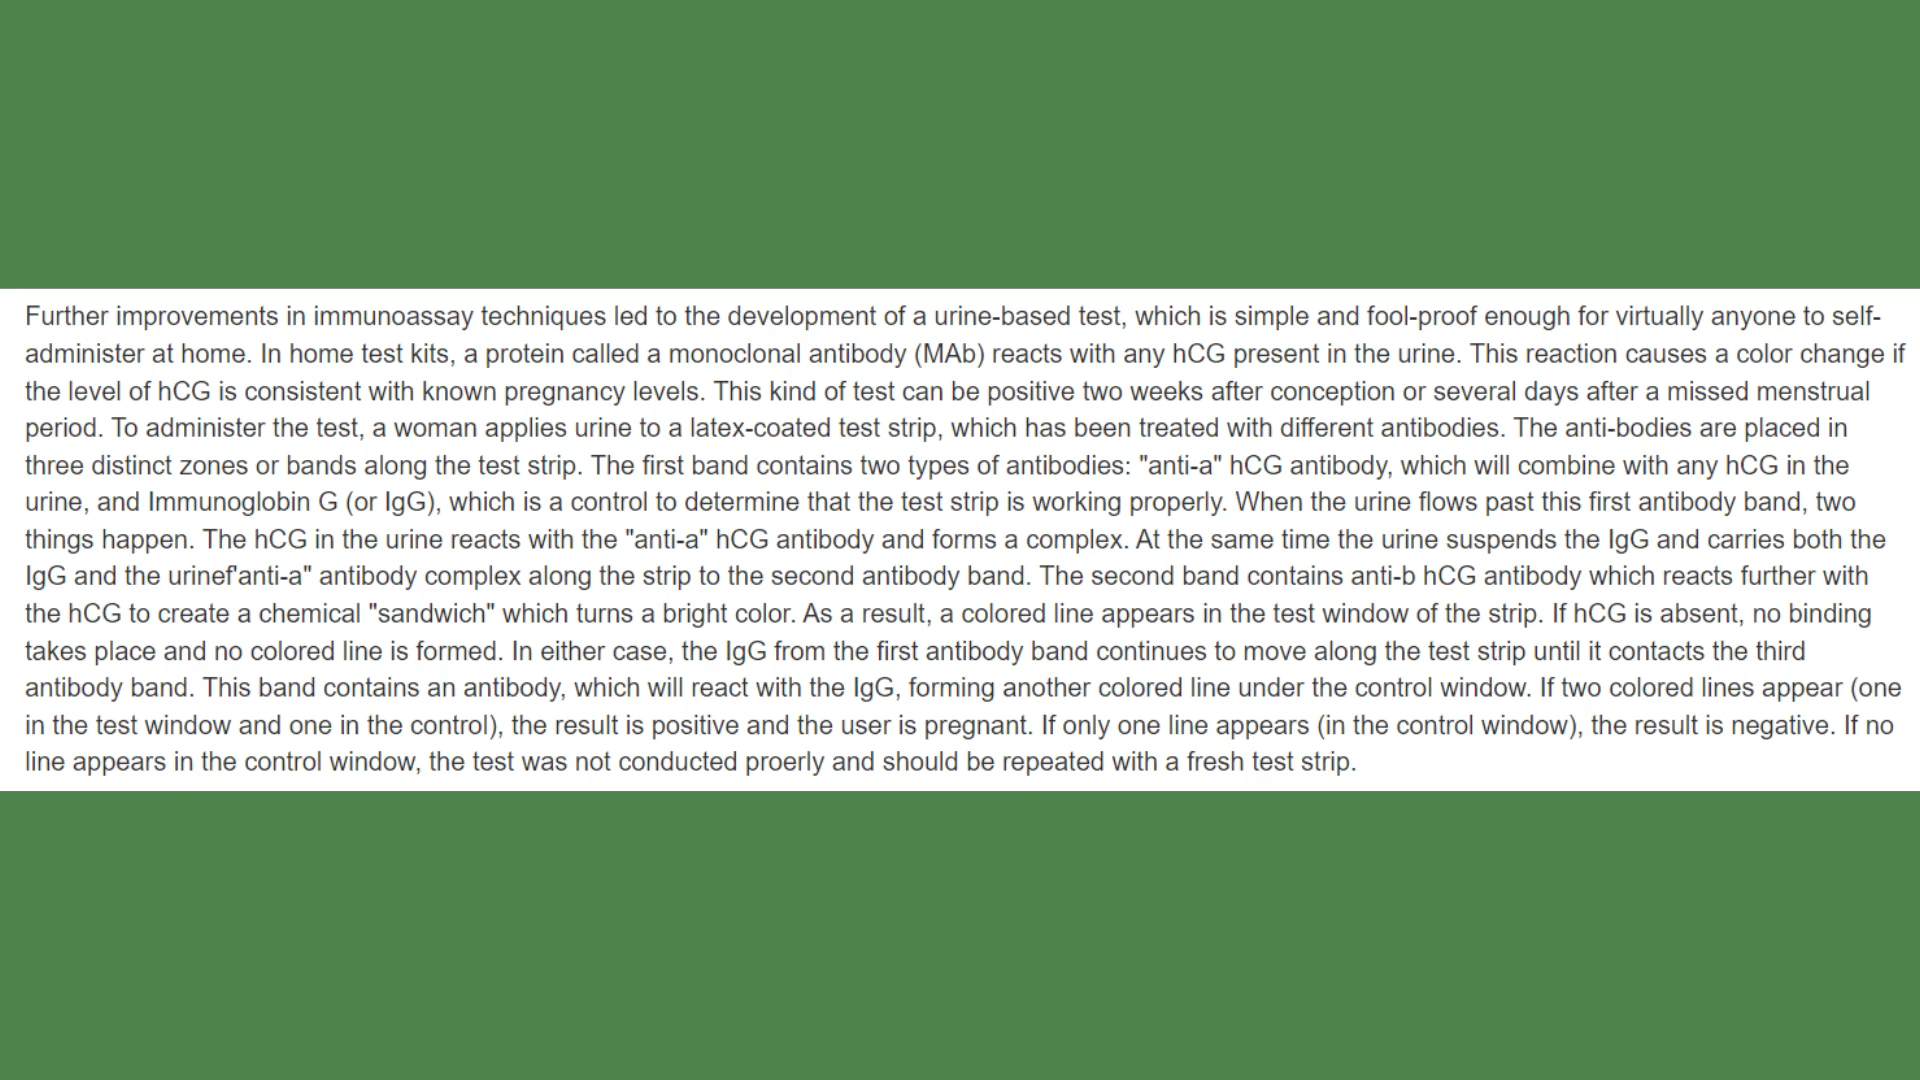 Further improvements in immunoassay techniques led to the development of a urine-based test, which is simple and fool-proof enough for virtually anyone to self-
administer at home. In home test kits, a protein called a monoclonal antibody (MAb) reacts with any hCG present in the urine. This reaction causes a color change if
the level of hCG is consistent with known pregnancy levels. This kind of test can be positive two weeks after conception or several days after a missed menstrual
period. To administer the test, a woman applies urine to a latex-coated test strip, which has been treated with different antibodies. The anti-bodies are placed in
three distinct zones or bands along the test strip. The first band contains two types of antibodies: "anti-a" hCG antibody, which will combine with any hCG in the
urine, and Immunoglobin G (or IgG), which is a control to determine that the test strip is working properly. When the urine flows past this first antibody band, two
things happen. The hCG in the urine reacts with the "anti-a" hCG antibody and forms a complex. At the same time the urine suspends the IgG and carries both the
IgG and the urinef'anti-a" antibody complex along the strip to the second antibody band. The second band contains anti-b hCG antibody which reacts further with
the hCG to create a chemical "sandwich" which turns a bright color. As a result, a colored line appears in the test window of the strip. If hCG is absent, no binding
takes place and no colored line is formed. In either case, the IgG from the first antibody band continues to move along the test strip until it contacts the third
antibody band. This band contains an antibody, which will react with the IgG, forming another colored line under the control window. If two colored lines appear (one
in the test window and one in the control), the result is positive and the user is pregnant. If only one line appears (in the control window), the result is negative. If no
line appears in the control window, the test was not conducted proerly and should be repeated with a fresh test strip.